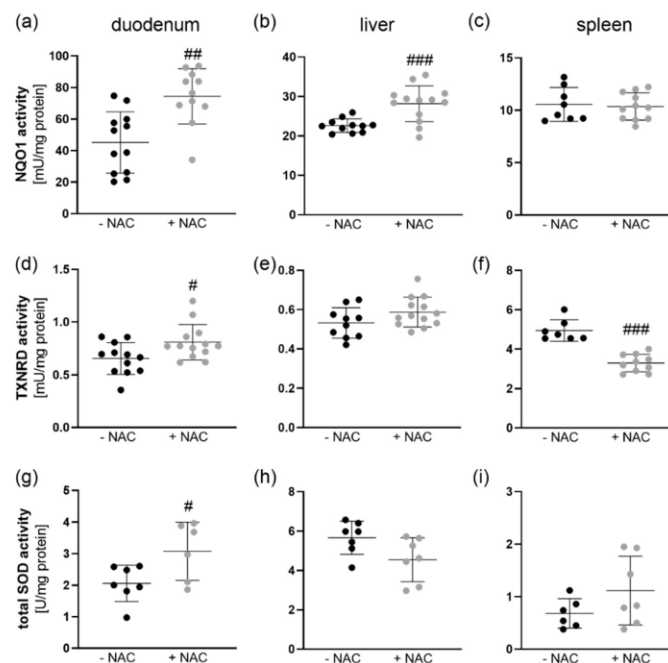 (a) duodenum (b) liver (c) spleen
NQO1 activity
[mU/mg protein]
100
80
60
40
20
0
##
- NAC + NAC
40
30
20
10
0
###
- NAC + NAC
15
10
5
0
- NAC + NAC
(d) (e) (f)
TXNRD activity
[mU/mg protein]
1.5
1.0
0.5
0.0
#
- NAC + NAC
0.8
0.6
0.4
0.2
0.0
- NAC + NAC
8
6
4
2
0
###
- NAC + NAC
(g) (h) (i)
total SOD activity
[U/mg protein]
5
4
3
2
1
0
#
- NAC + NAC
8
6
4
2
0
- NAC + NAC
3
2
1
0
- NAC + NAC